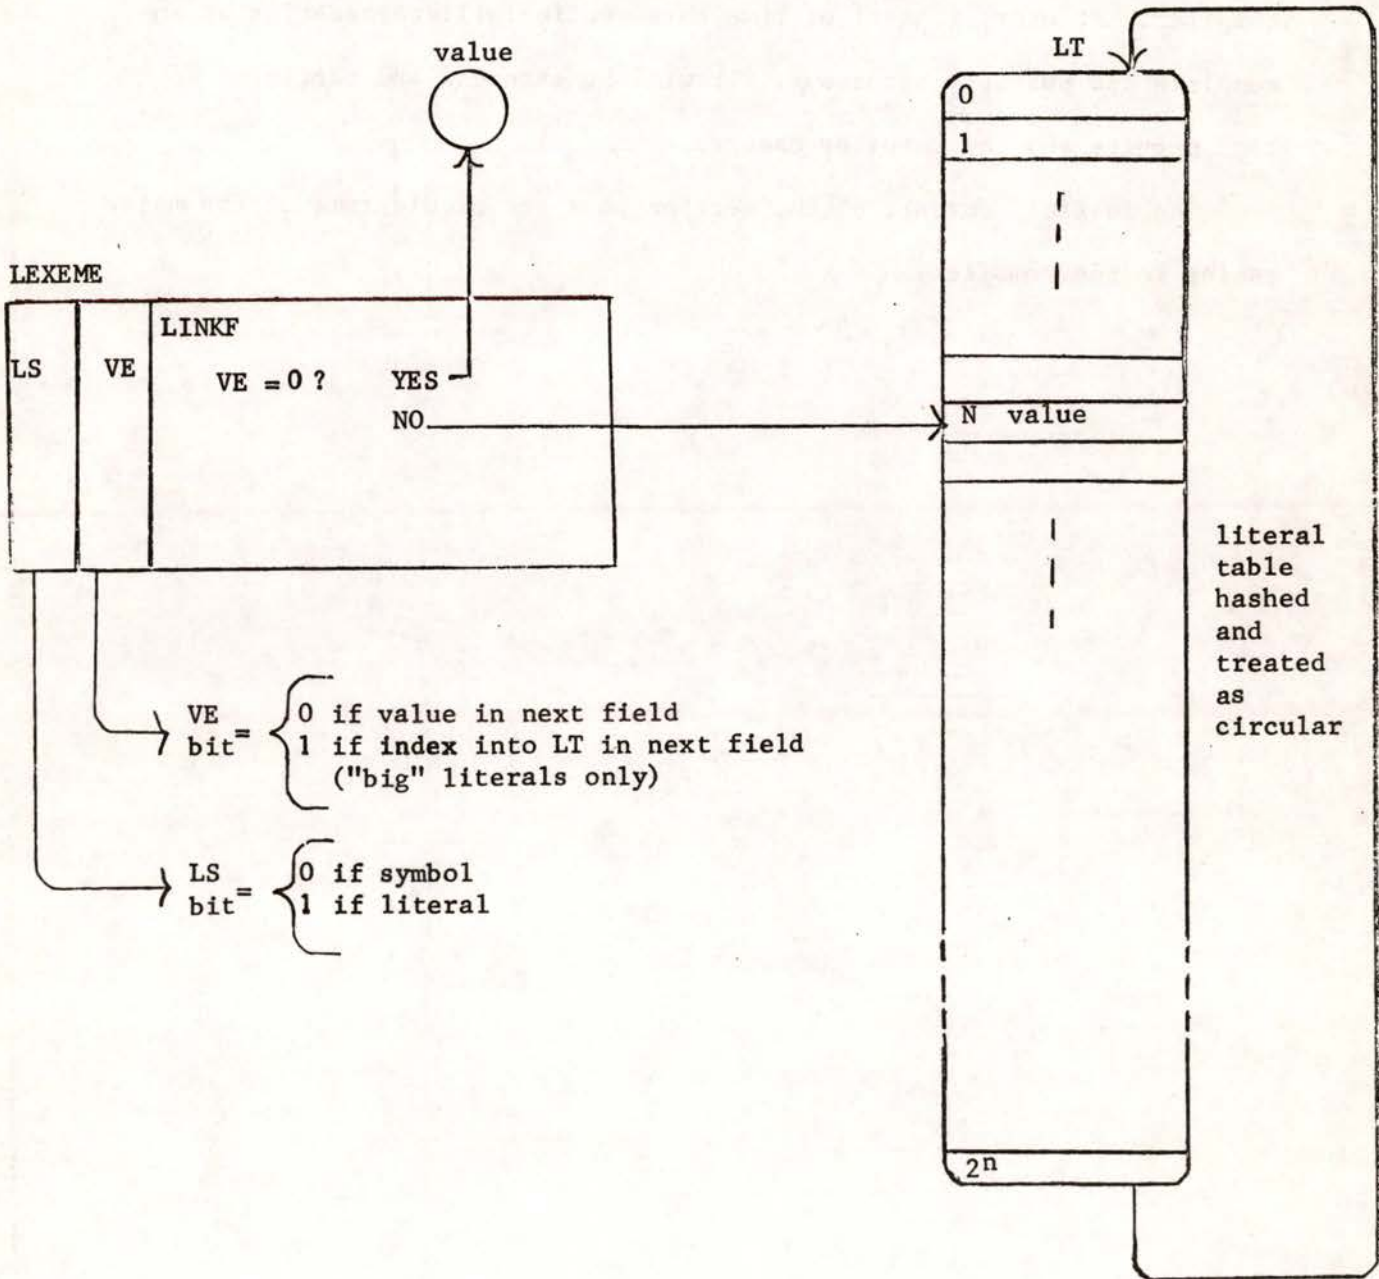 value
LT
0
1
LEXEME
LINKF
LS
VE
VE = 0 ?
YES
NO
N value
literal
table
hashed
and
treated
as
circular
VE
bit =
0 if value in next field
1 if index into LT in next field
("big" literals only)
LS
bit =
0 if symbol
1 if literal
2n